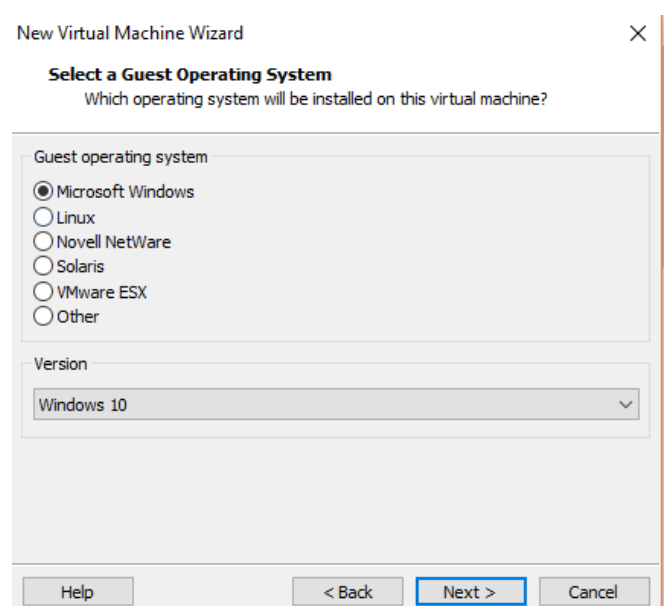 New Virtual Machine Wizard
Select a Guest Operating System
Which operating system will be installed on this virtual machine?
Guest operating system
Microsoft Windows
Linux
Novell NetWare
Solaris
VMware ESX
Other
Version
Windows 10
Help
< Back
Next >
Cancel